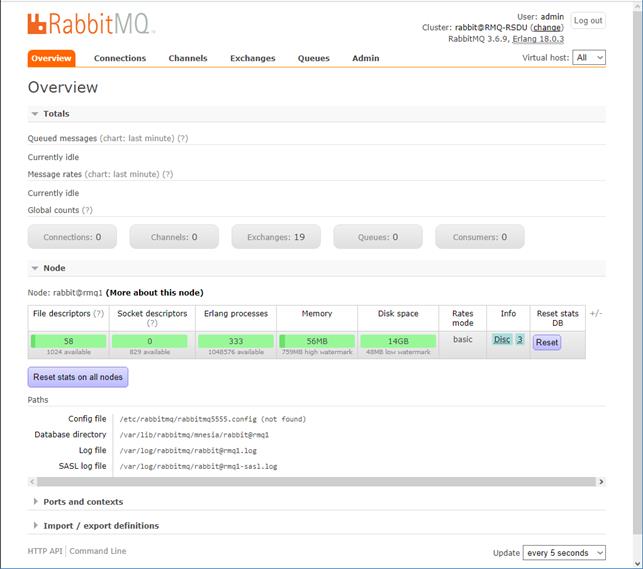 RabbitMQ
User: admin
Log out
Cluster: rabbit@RMQ-RSDU (change)
RabbitMQ 3.6.9, Erlang 18.0.3
Overview Connections Channels Exchanges Queues Admin Virtual host: All
Overview
Totals
Queued messages (chart: last minute) (?)
Currently idle
Message rates (chart: last minute) (?)
Currently idle
Global counts (?)
Connections: 0 Channels: 0 Exchanges: 19 Queues: 0 Consumers: 0
Node
Node: rabbit@rmq1 (More about this node)
File descriptors (?) Socket descriptors (?) Erlang processes Memory Disk space Rates mode Info Reset stats DB +/-
58 0 333 56MB 14GB basic Disc 3 Reset
1024 available 829 available 1048576 available 759MB high watermark 48MB low watermark
Reset stats on all nodes
Paths
Config file /etc/rabbitmq/rabbitmq5555.config (not found)
Database directory /var/lib/rabbitmq/mnesia/rabbit@rmq1
Log file /var/log/rabbitmq/rabbit@rmq1.log
SASL log file /var/log/rabbitmq/rabbit@rmq1-sasl.log
Ports and contexts
Import / export definitions
HTTP API | Command Line
Update every 5 seconds